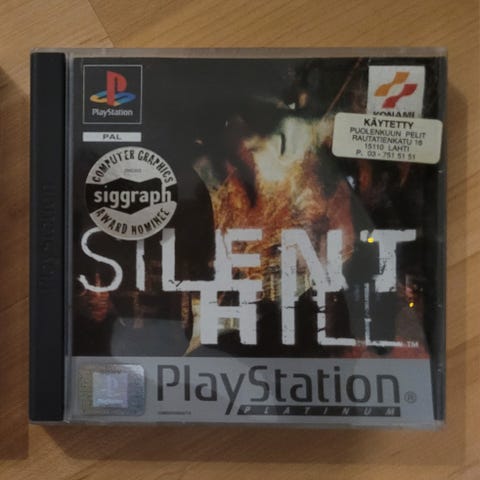 PlayStation
PAL
KONAMI
KÄYTETTY
PUOLENKUUN PELIT
RAUTATIENKATU 16
15110 LAHTI
P. 03 - 751 51 51
COMPUTER GRAPHICS
siggraph
AWARD NOMINEE
SILENT
HILL ™
PlayStation ®
PLATINUM
PlayStation